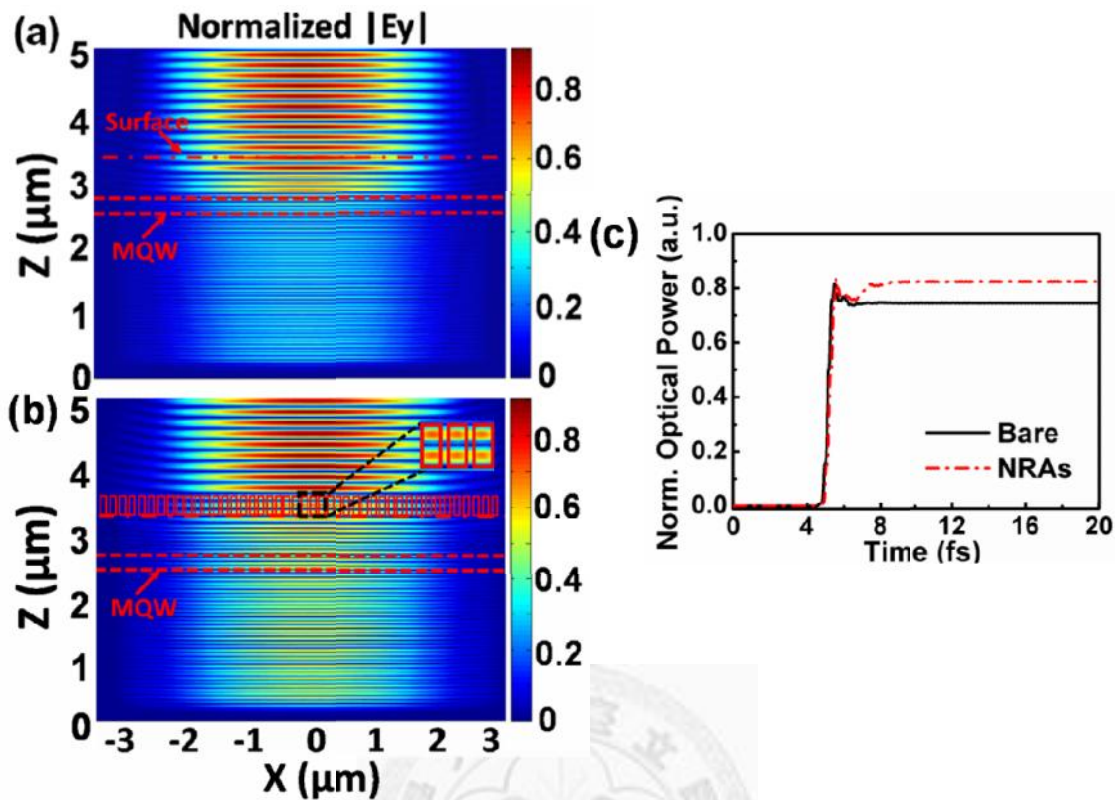 (a)
Normalized |Ey|
5
4
3
2
1
0
Z (μm)
Surface
MQW
0.8
0.6
0.4
0.2
0
(b)
5
4
3
2
1
0
Z (μm)
MQW
0.8
0.6
0.4
0.2
0
-3 -2 -1 0 1 2 3
X (μm)
(c)
Norm. Optical Power (a.u.)
1.0
0.8
0.6
0.4
0.2
0.0
Bare
NRAs
0 4 8 12 16 20
Time (fs)
立